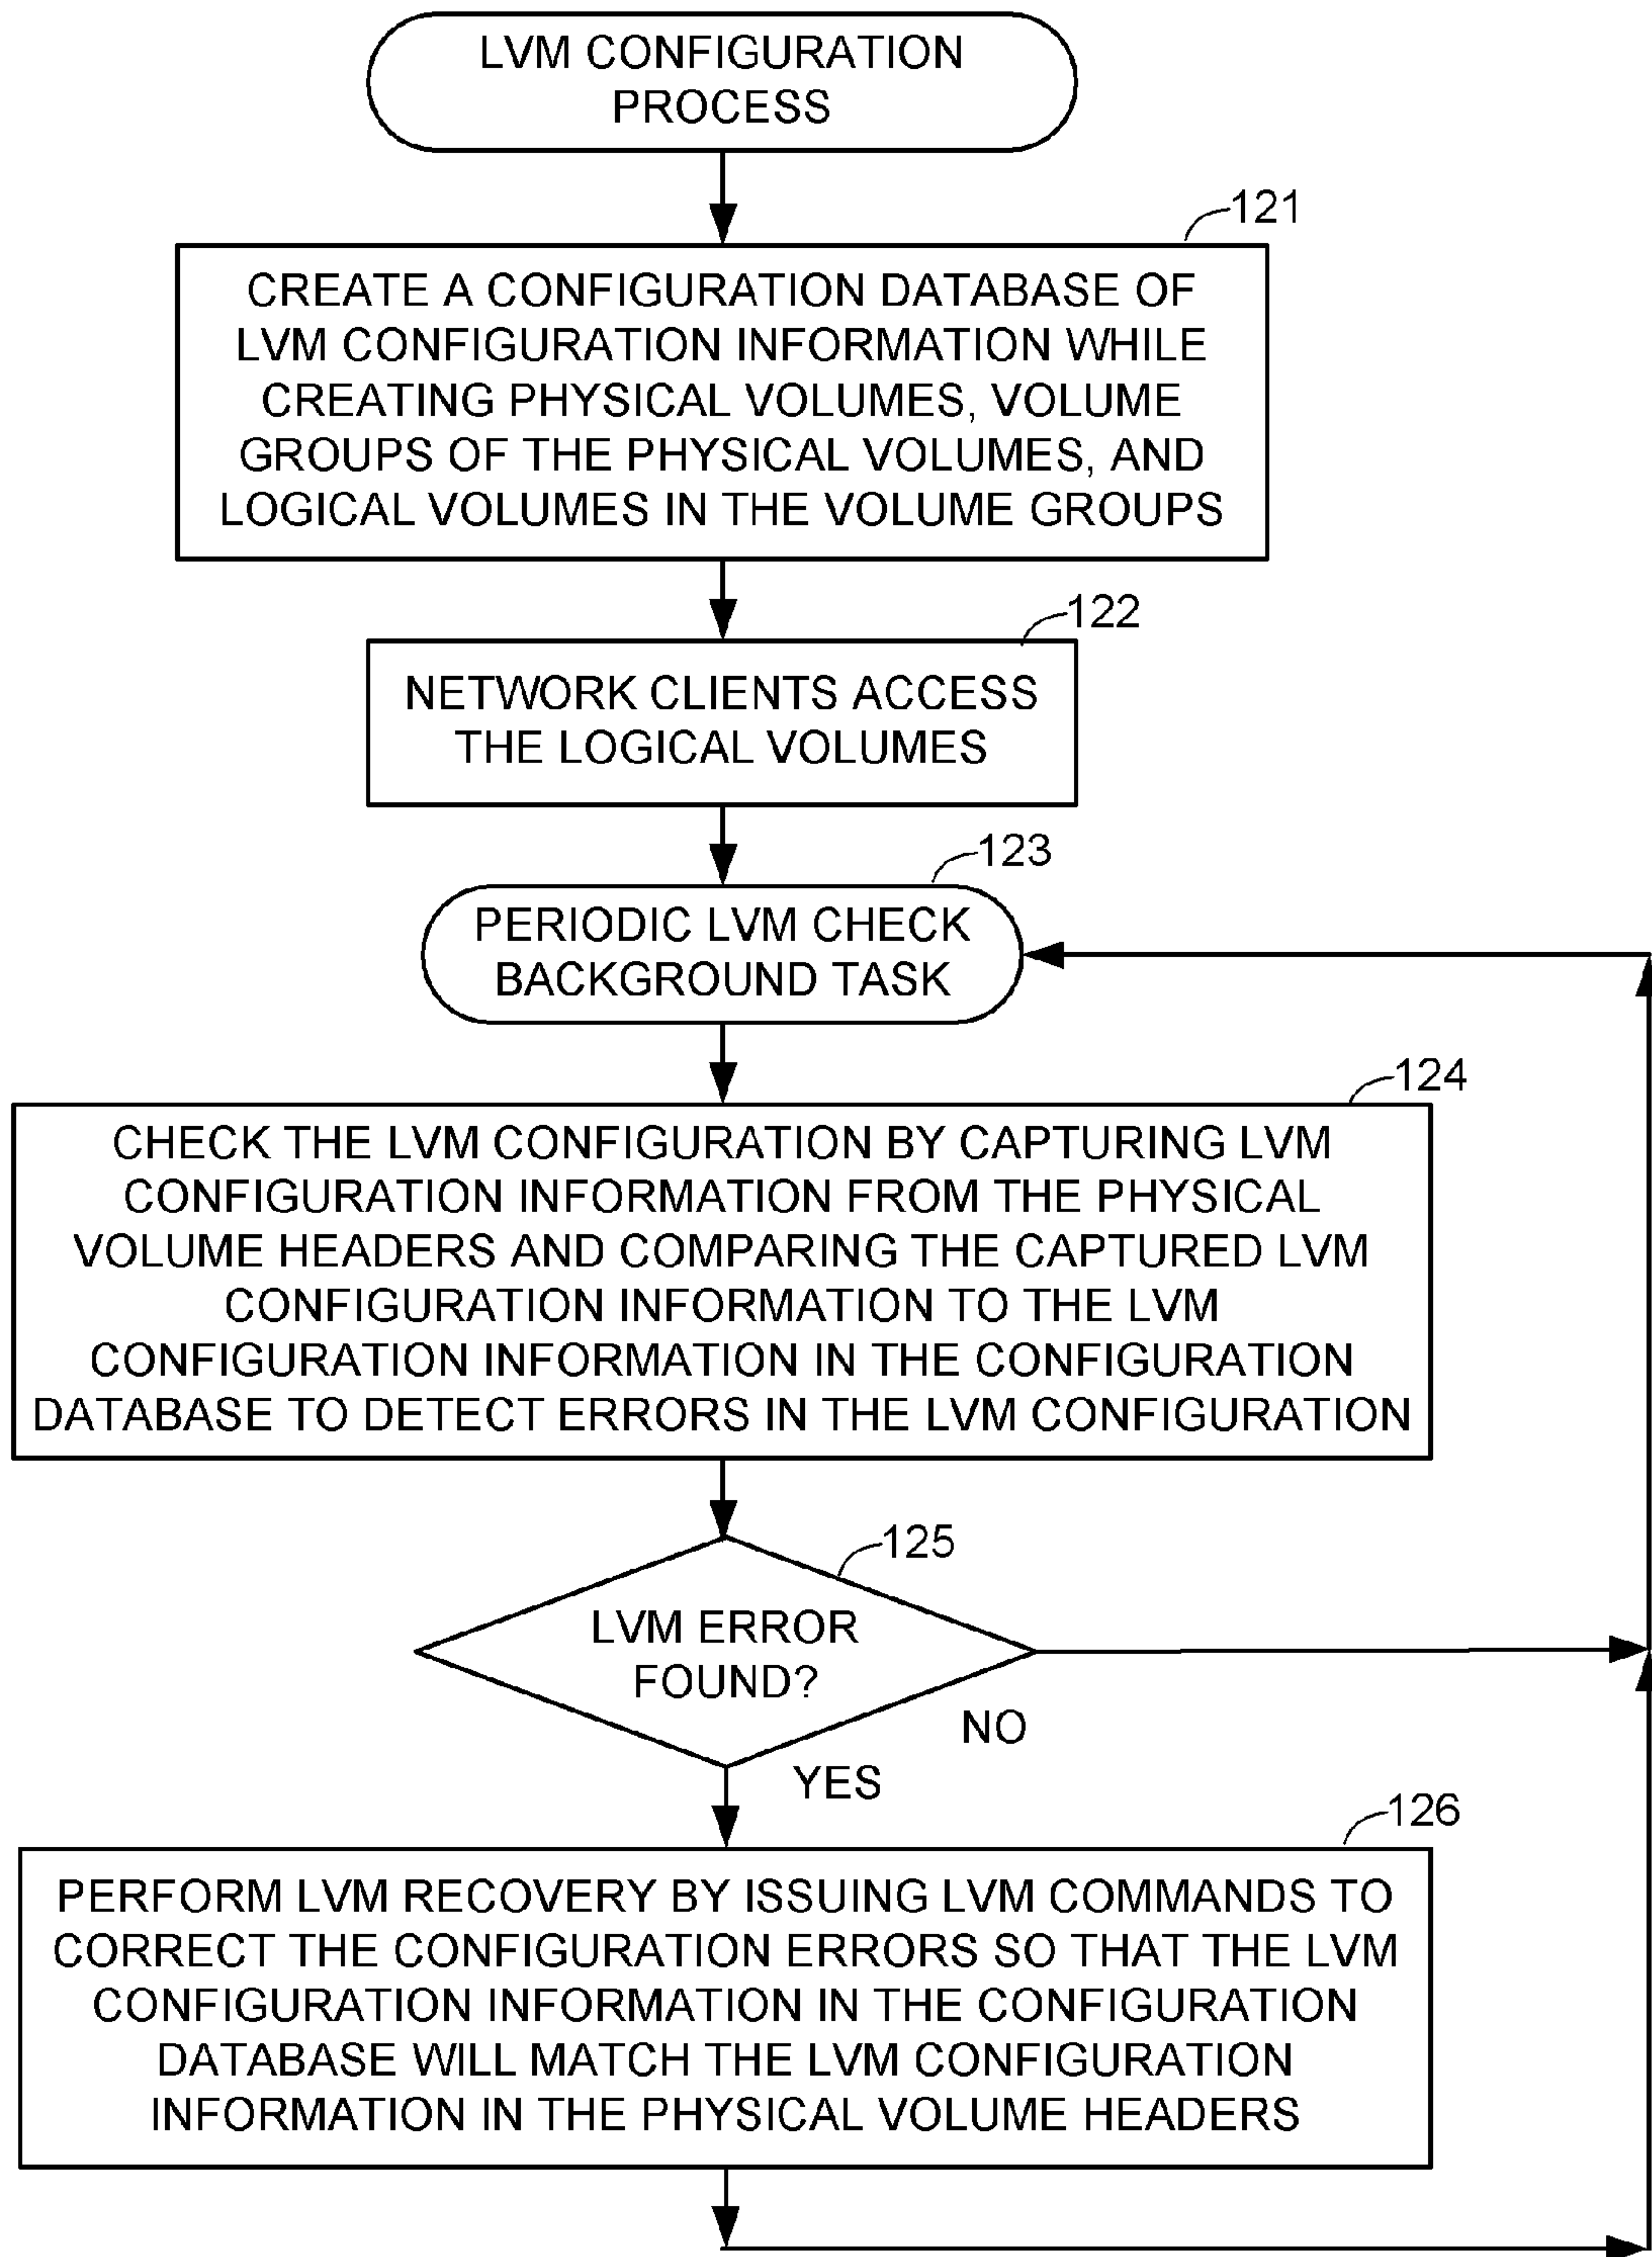 LVM CONFIGURATION
PROCESS
121
CREATE A CONFIGURATION DATABASE OF
LVM CONFIGURATION INFORMATION WHILE
CREATING PHYSICAL VOLUMES, VOLUME
GROUPS OF THE PHYSICAL VOLUMES, AND
LOGICAL VOLUMES IN THE VOLUME GROUPS
122
NETWORK CLIENTS ACCESS
THE LOGICAL VOLUMES
123
PERIODIC LVM CHECK
BACKGROUND TASK
124
CHECK THE LVM CONFIGURATION BY CAPTURING LVM
CONFIGURATION INFORMATION FROM THE PHYSICAL
VOLUME HEADERS AND COMPARING THE CAPTURED LVM
CONFIGURATION INFORMATION TO THE LVM
CONFIGURATION INFORMATION IN THE CONFIGURATION
DATABASE TO DETECT ERRORS IN THE LVM CONFIGURATION
125
LVM ERROR
FOUND?
NO
YES
126
PERFORM LVM RECOVERY BY ISSUING LVM COMMANDS TO
CORRECT THE CONFIGURATION ERRORS SO THAT THE LVM
CONFIGURATION INFORMATION IN THE CONFIGURATION
DATABASE WILL MATCH THE LVM CONFIGURATION
INFORMATION IN THE PHYSICAL VOLUME HEADERS